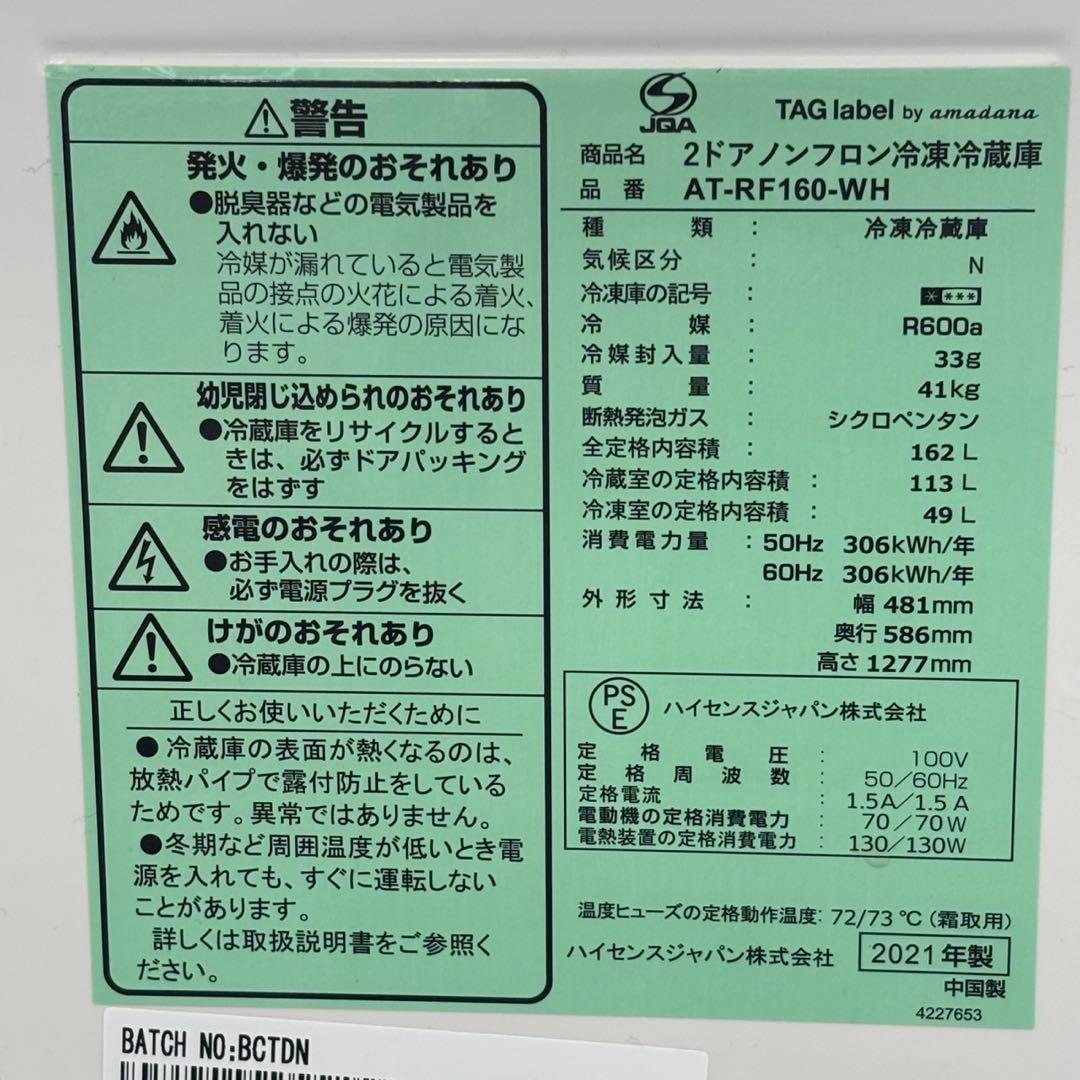 ⚠警告
発火・爆発のおそれあり
●脱臭器などの電気製品を
入れない
冷媒が漏れていると電気製
品の接点の火花による着火、
着火による爆発の原因にな
ります。
幼児閉じ込められのおそれあり
●冷蔵庫をリサイクルすると
きは、必ずドアパッキング
をはずす
感電のおそれあり
●お手入れの際は、
必ず電源プラグを抜く
けがのおそれあり
●冷蔵庫の上にのらない
正しくお使いいただくために
●冷蔵庫の表面が熱くなるのは、
放熱パイプで露付防止をしている
ためです。異常ではありません。
●冬期など周囲温度が低いとき電
源を入れても、すぐに運転しない
ことがあります。
詳しくは取扱説明書をご参照く
ださい。
JQA
TAG label by amadana
商品名 2ドアノンフロン冷凍冷蔵庫
品番 AT-RF160-WH
種類 : 冷凍冷蔵庫
気候区分 : N
冷凍庫の記号 : * ***
冷媒 : R600a
冷媒封入量 : 33g
質量 : 41kg
断熱発泡ガス : シクロペンタン
全定格内容積 : 162 L
冷蔵室の定格内容積 : 113 L
冷凍室の定格内容積 : 49 L
消費電力量 : 50Hz 306kWh/年
60Hz 306kWh/年
外形寸法 : 幅 481mm
奥行 586mm
高さ 1277mm
PSE ハイセンスジャパン株式会社
定格電圧 : 100V
定格周波数 : 50/60Hz
定格電流 : 1.5A/1.5A
電動機の定格消費電力 : 70/70W
電熱装置の定格消費電力 : 130/130W
温度ヒューズの定格動作温度: 72/73℃(霜取用)
ハイセンスジャパン株式会社 2021年製
中国製
4227653
BATCH NO:BCTDN